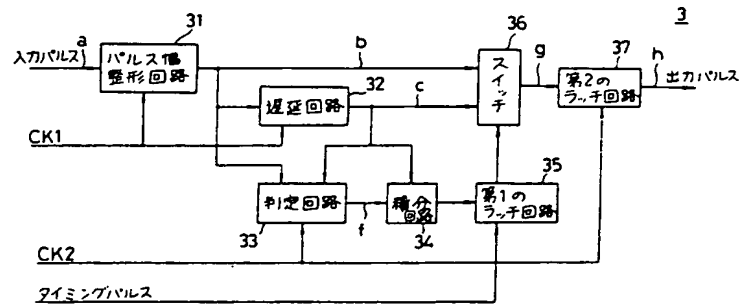 3
31
36
37
入力パルス
a
パルス幅
整形回路
b
スイッチ
g
第2の
ラッチ回路
h
出力パルス
32
遅延回路
c
CK1
35
判定回路
f
積分
回路
第1の
ラッチ回路
33
34
CK2
タイミングパルス